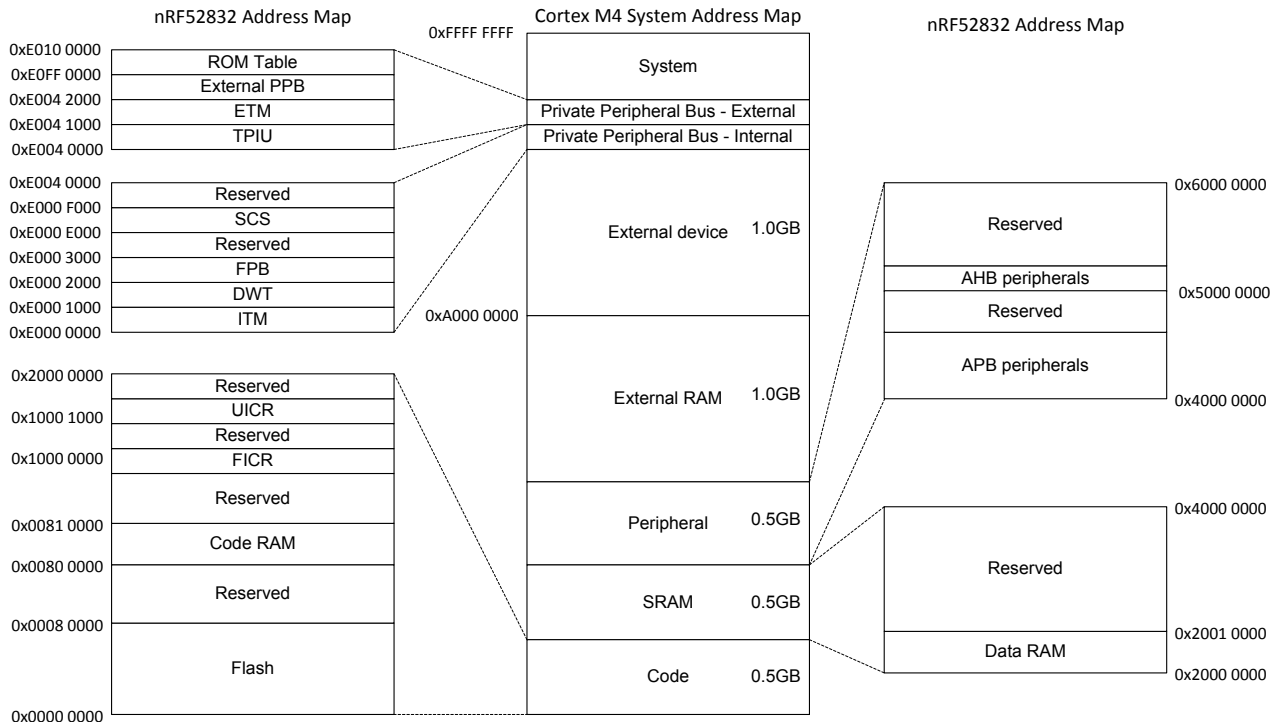 nRF52832 Address Map
0xE010 0000
ROM Table
0xE0FF 0000
External PPB
0xE004 2000
ETM
0xE004 1000
TPIU
0xE004 0000
0xE004 0000
Reserved
0xE000 F000
SCS
0xE000 E000
Reserved
0xE000 3000
FPB
0xE000 2000
DWT
0xE000 1000
ITM
0xE000 0000
0x2000 0000
Reserved
UICR
0x1000 1000
Reserved
0x1000 0000
FICR
Reserved
0x0081 0000
Code RAM
0x0080 0000
Reserved
0x0008 0000
Flash
0x0000 0000
Cortex M4 System Address Map
0xFFFF FFFF
System
Private Peripheral Bus - External
Private Peripheral Bus - Internal
External device 1.0GB
0xA000 0000
External RAM 1.0GB
Peripheral 0.5GB
SRAM 0.5GB
Code 0.5GB
nRF52832 Address Map
0x6000 0000
Reserved
AHB peripherals
0x5000 0000
Reserved
APB peripherals
0x4000 0000
0x4000 0000
Reserved
0x2001 0000
Data RAM
0x2000 0000